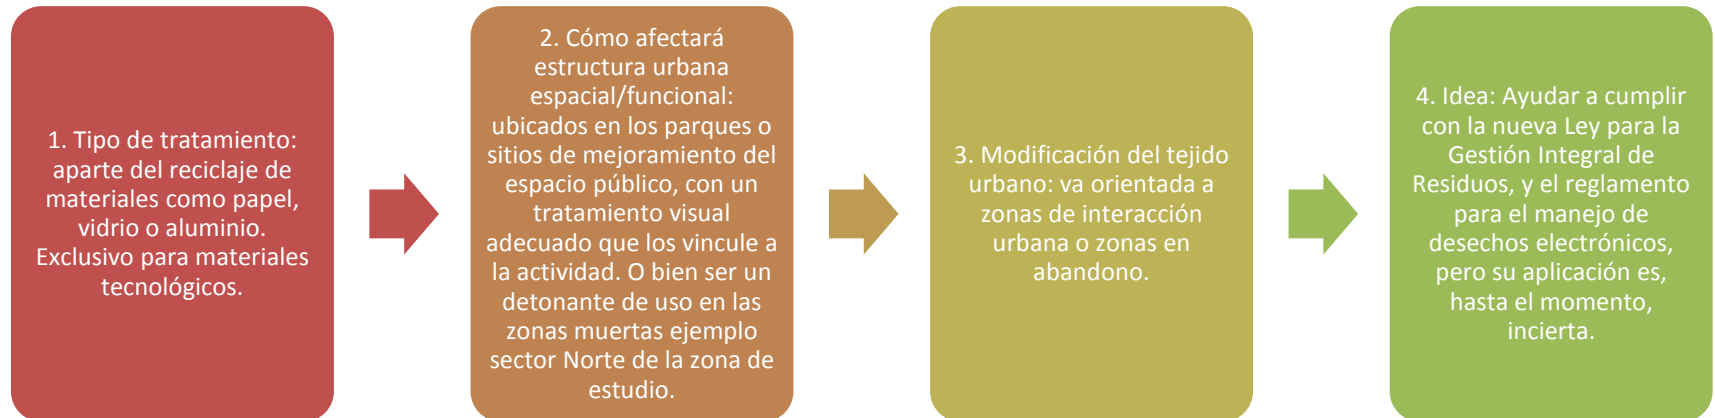 1. Tipo de tratamiento:
aparte del reciclaje de
materiales como papel,
vidrio o aluminio.
Exclusivo para materiales
tecnológicos.
2. Cómo afectará
estructura urbana
espacial/funcional:
ubicados en los parques o
sitios de mejoramiento del
espacio público, con un
tratamiento visual
adecuado que los vincule a
la actividad. O bien ser un
detonante de uso en las
zonas muertas ejemplo
sector Norte de la zona de
estudio.
3. Modificación del tejido
urbano: va orientada a
zonas de interacción
urbana o zonas en
abandono.
4. Idea: Ayudar a cumplir
con la nueva Ley para la
Gestión Integral de
Residuos, y el reglamento
para el manejo de
desechos electrónicos,
pero su aplicación es,
hasta el momento,
incierta.